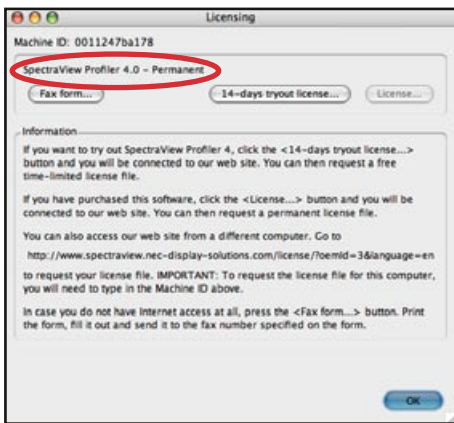 Licensing
Machine ID: 0011247ba178
SpectraView Profiler 4.0 – Permanent
Fax form... 14-days tryout license... License...
Information
If you want to try out SpectraView Profiler 4, click the <14-days tryout license...>
button and you will be connected to our web site. You can then request a free
time-limited license file.
If you have purchased this software, click the <License...> button and you will be
connected to our web site. You can then request a permanent license file.
You can also access our web site from a different computer. Go to
http://www.spectraview.nec-display-solutions.com/license/?oemId=3&language=en
to request your license file. IMPORTANT: To request the license file for this computer,
you will need to type in the Machine ID above.
In case you do not have Internet access at all, press the <Fax form...> button. Print
the form, fill it out and send it to the fax number specified on the form.
OK